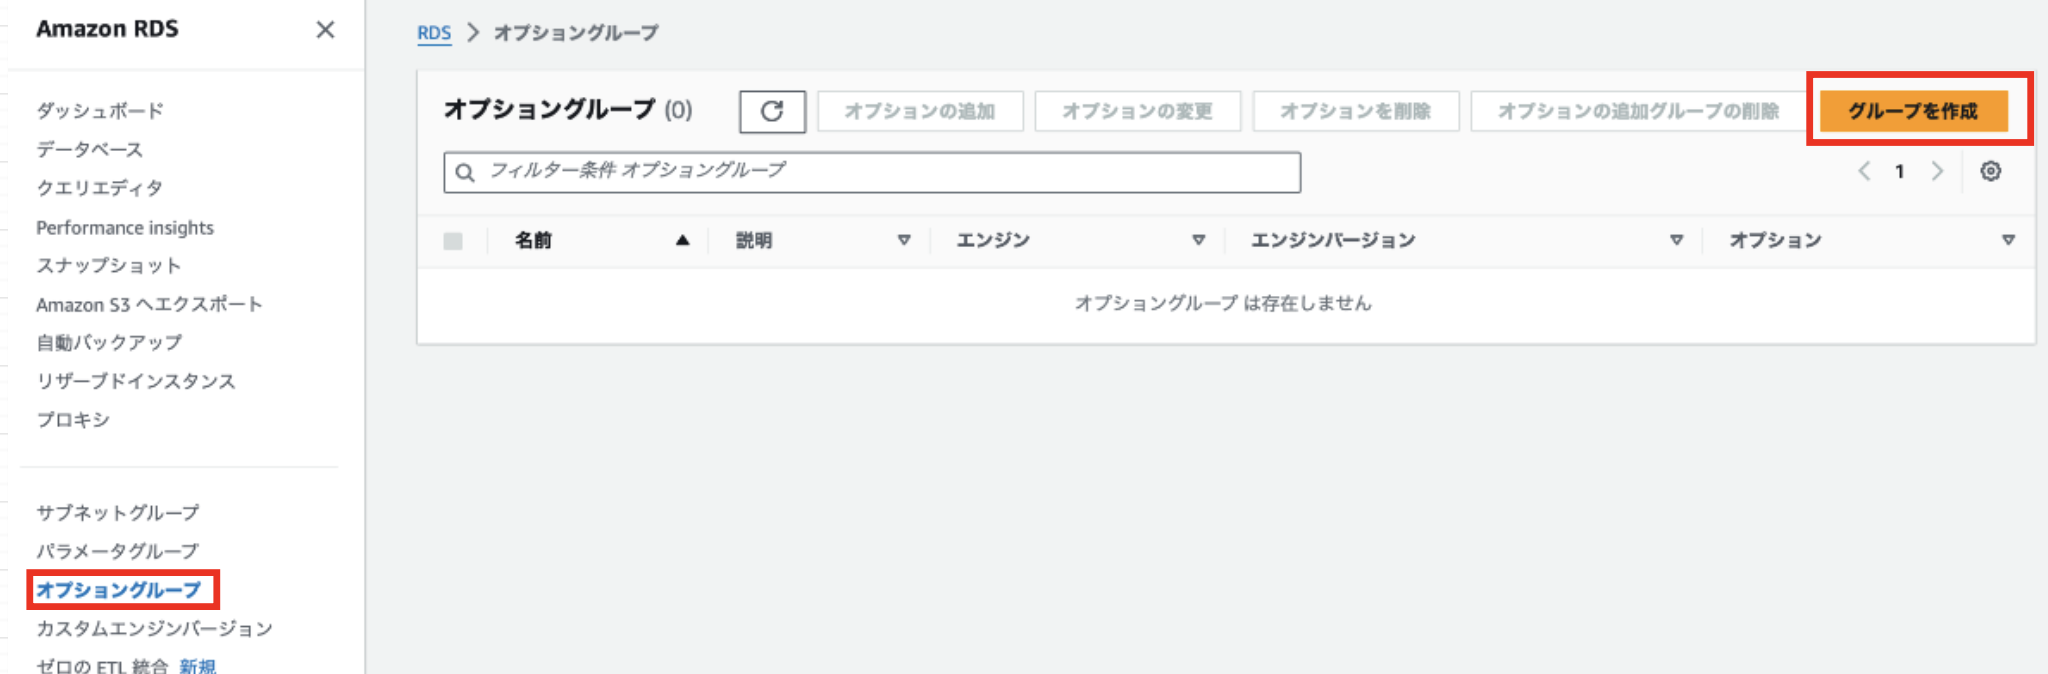 Amazon RDS
ダッシュボード
データベース
クエリエディタ
Performance insights
スナップショット
Amazon S3 へエクスポート
自動バックアップ
リザーブドインスタンス
プロキシ
サブネットグループ
パラメータグループ
オプショングループ
カスタムエンジンバージョン
ゼロの ETL 統合 新規
RDS > オプショングループ
オプショングループ (0) オプションの追加 オプションの変更 オプションを削除 オプションの追加グループの削除 グループを作成
フィルター条件 オプショングループ
1
名前 説明 エンジン エンジンバージョン オプション
オプショングループ は存在しません